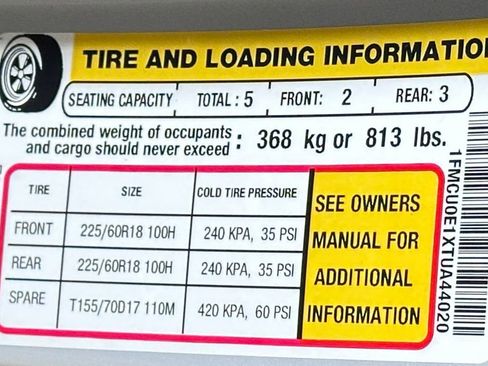 TIRE AND LOADING INFORMATIO
SEATING CAPACITY TOTAL : 5 FRONT: 2 REAR: 3
The combined weight of occupants
and cargo should never exceed : 368 kg or 813 lbs.
TIRE SIZE COLD TIRE PRESSURE
FRONT 225/60R18 100H 240 KPA, 35 PSI
REAR 225/60R18 100H 240 KPA, 35 PSI
SPARE T155/70D17 110M 420 KPA, 60 PSI
SEE OWNERS
MANUAL FOR
ADDITIONAL
INFORMATION
1FMCU0E1XTUA44020